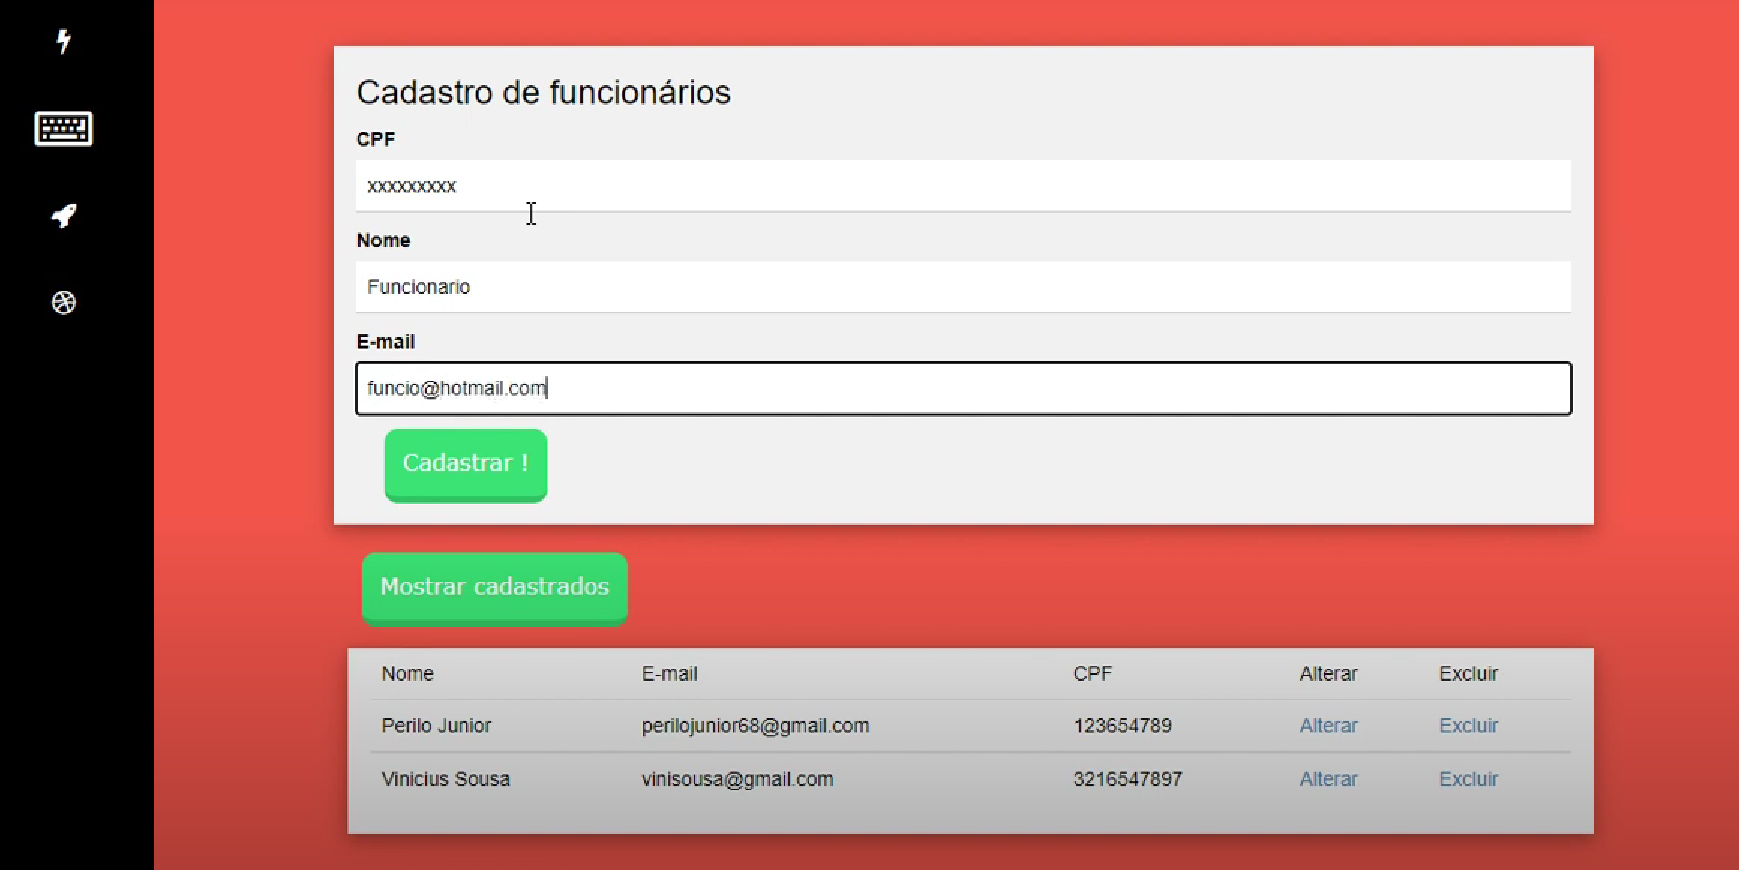 Cadastro de funcionários
CPF
xxxxxxxxx
Nome
Funcionario
E-mail
funcio@hotmail.com
Cadastrar !
Mostrar cadastrados
Nome E-mail CPF Alterar Excluir
Perilo Junior perilojunior68@gmail.com 123654789 Alterar Excluir
Vinicius Sousa vinisousa@gmail.com 3216547897 Alterar Excluir